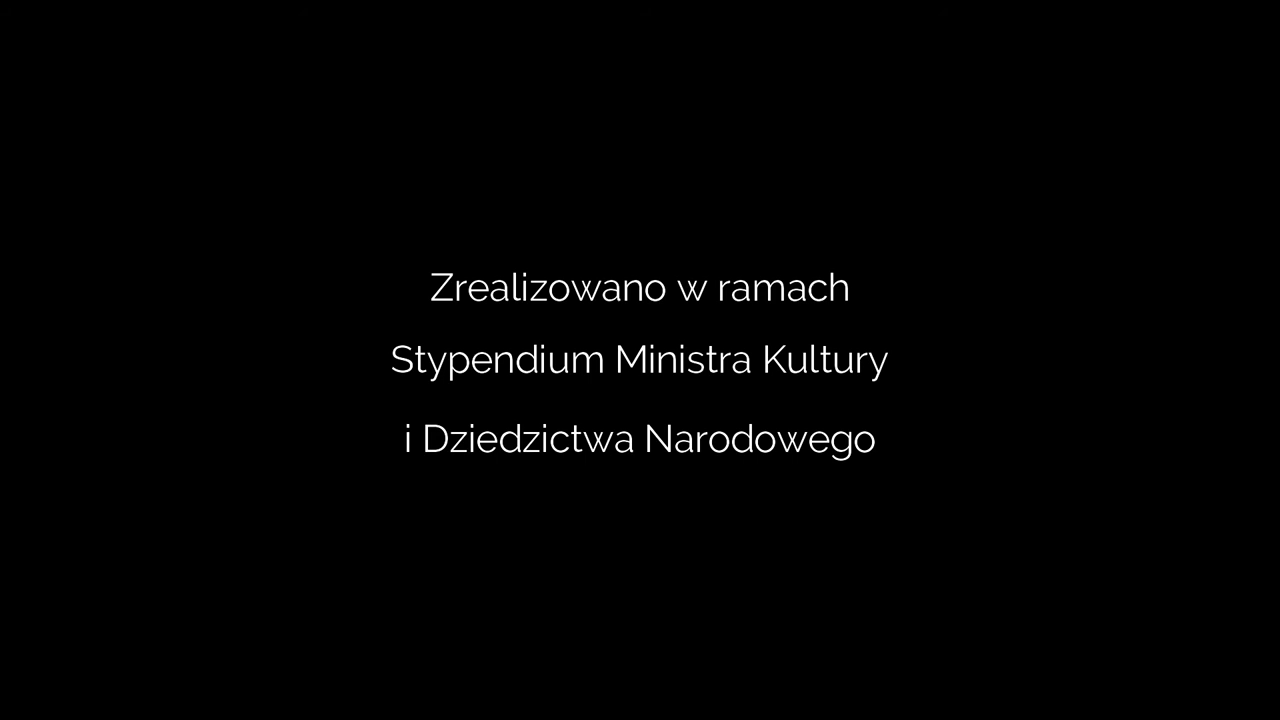 Zrealizowano w ramach
Stypendium Ministra Kultury
i Dziedzictwa Narodowego